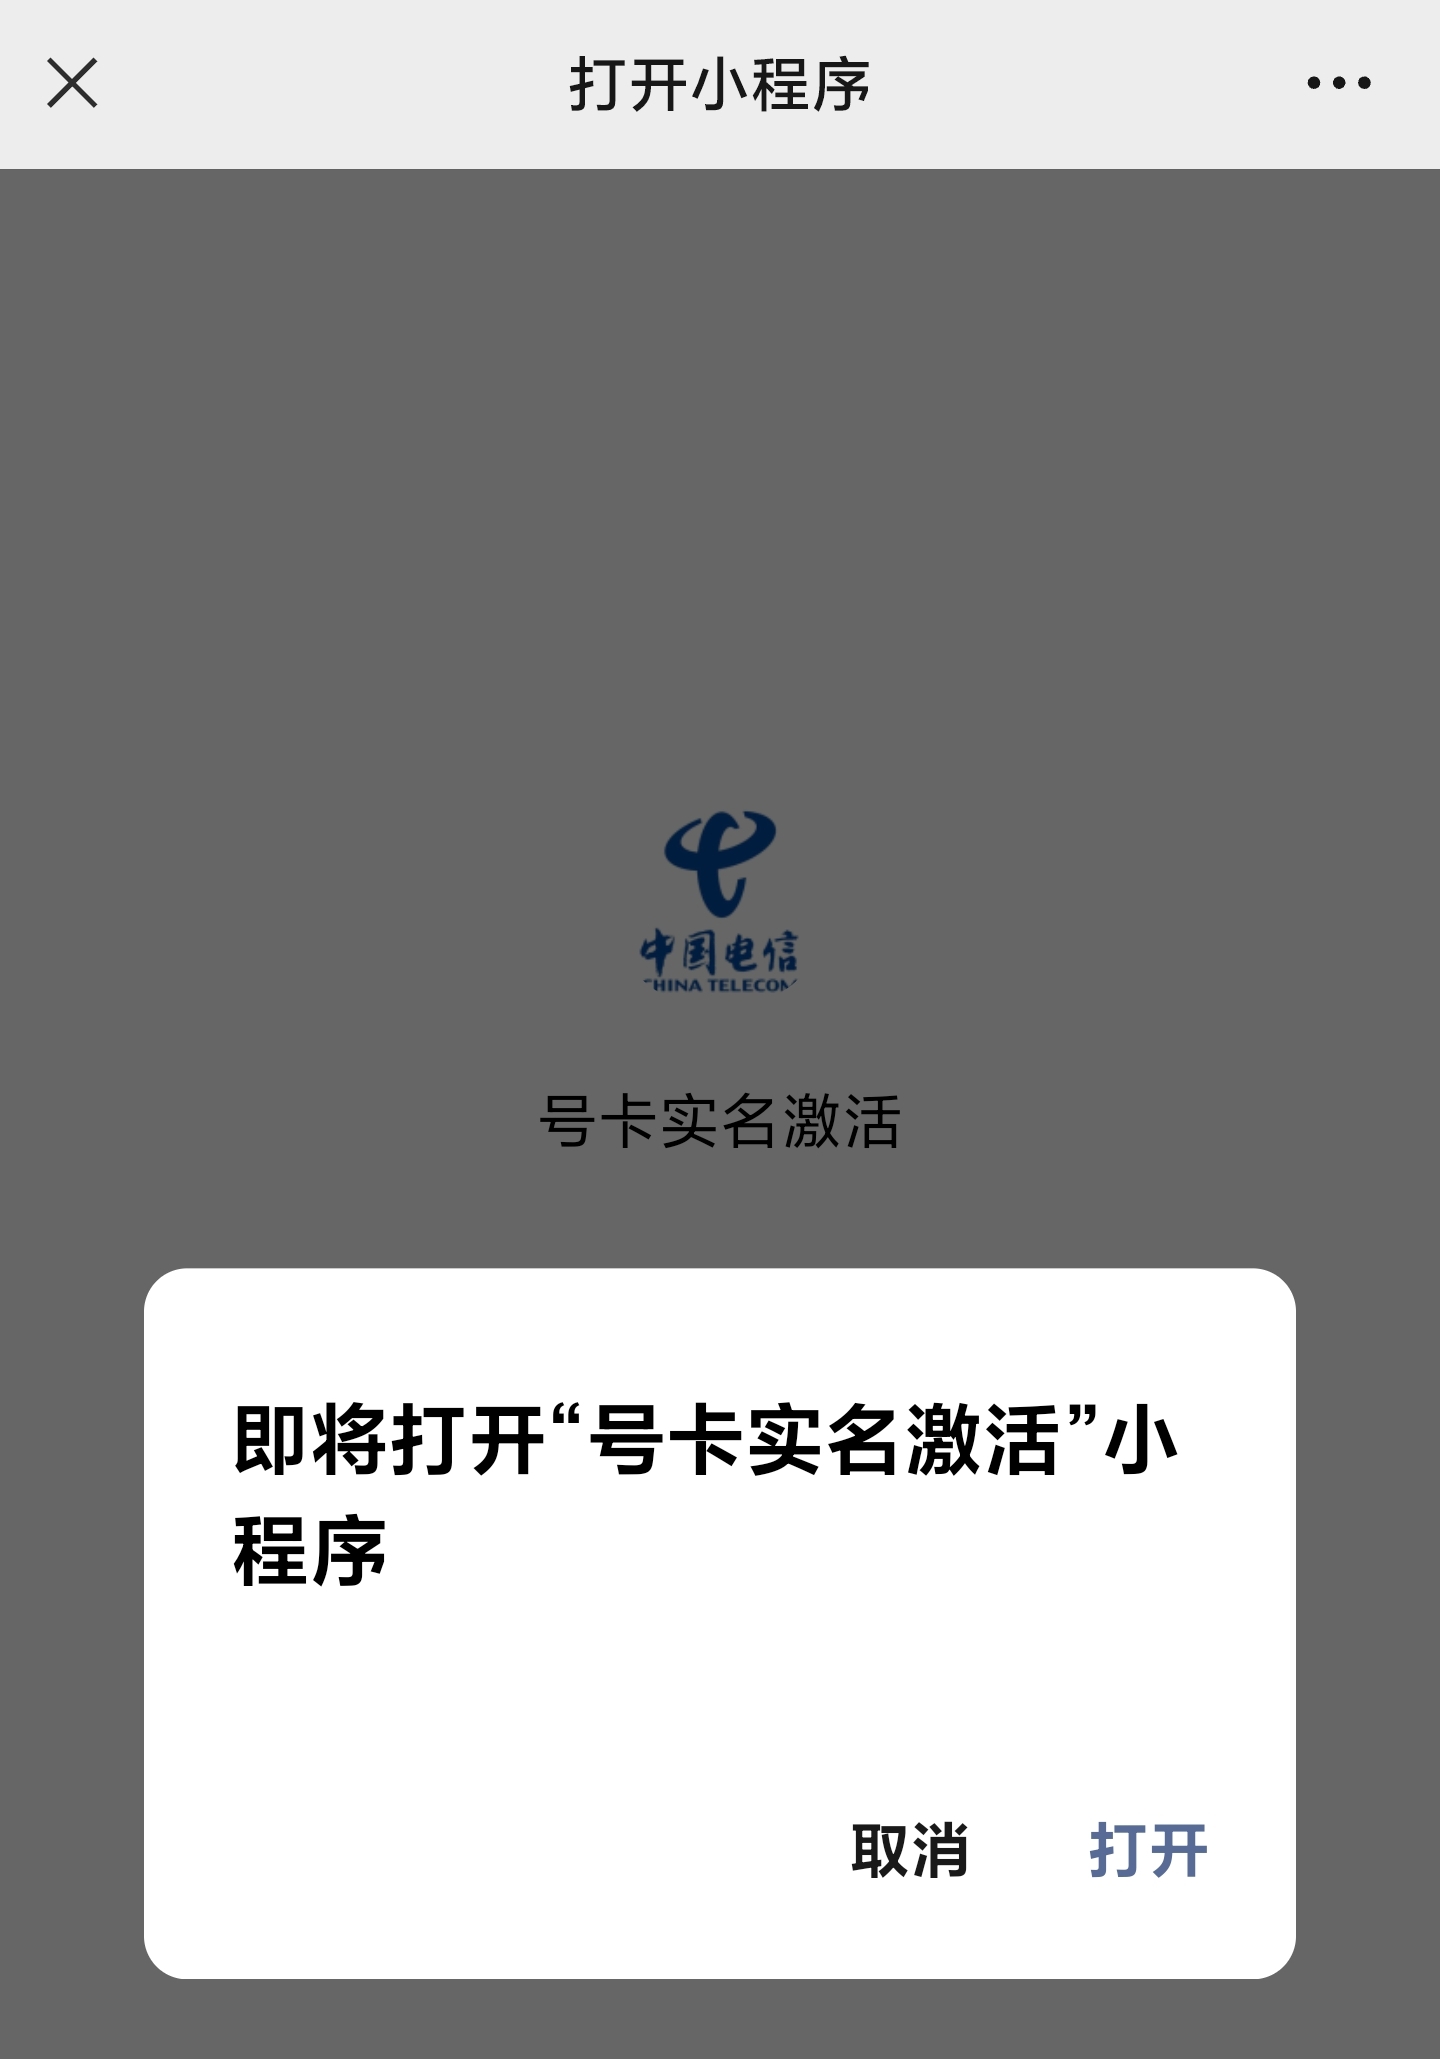 打开小程序
中国电信
CHINA TELECOM
号卡实名激活
即将打开“号卡实名激活”小
程序
取消 打开